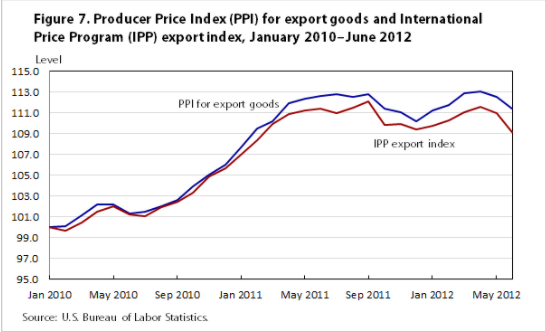 Figure 7. Producer Price Index (PPI) for export goods and International
Price Program (IPP) export index, January 2010–June 2012
Level
115.0
113.0
111.0
109.0
107.0
105.0
103.0
101.0
99.0
97.0
95.0
PPI for export goods
IPP export index
Jan 2010 May 2010 Sep 2010 Jan 2011 May 2011 Sep 2011 Jan 2012 May 2012
Source: U.S. Bureau of Labor Statistics.